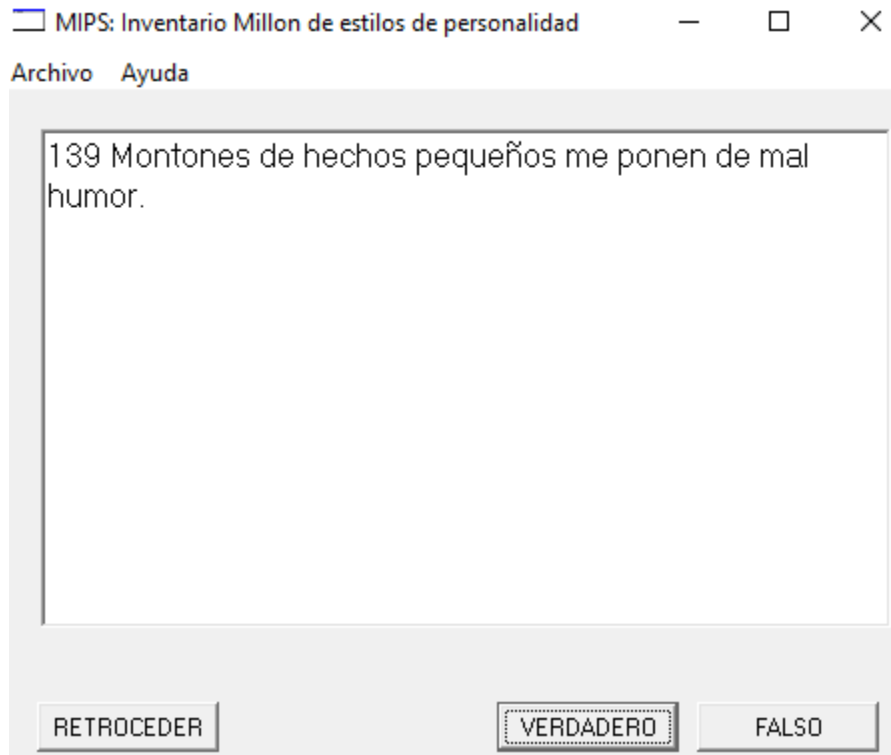 MIPS: Inventario Millon de estilos de personalidad
Archivo Ayuda
139 Montones de hechos pequeños me ponen de mal
humor.
RETROCEDER VERDADERO FALSO